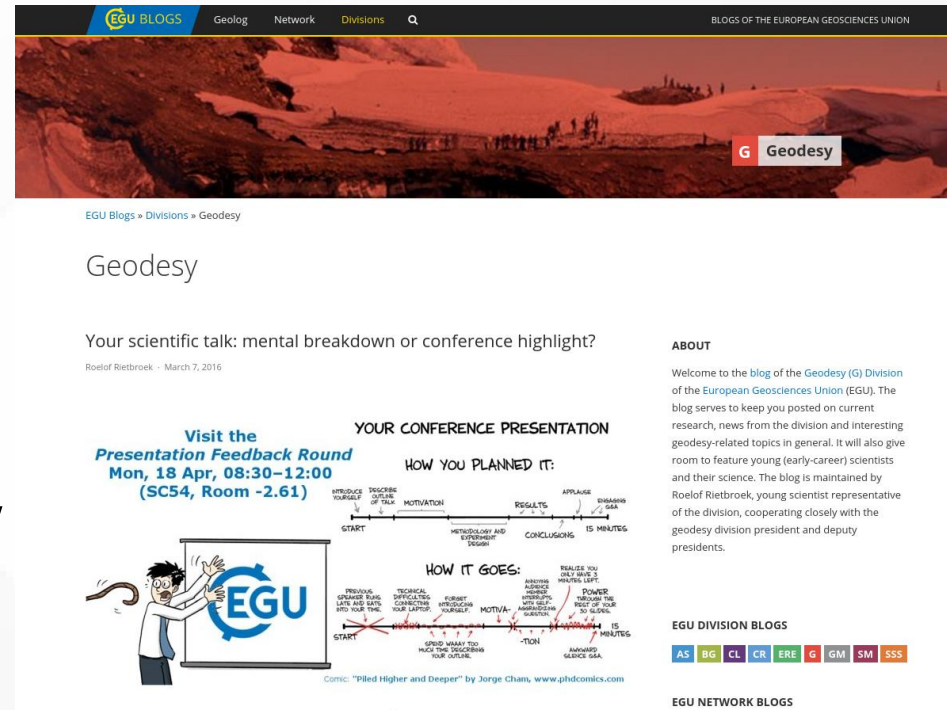 EGU BLOGS Geolog Network Divisions BLOGS OF THE EUROPEAN GEOSCIENCES UNION
G Geodesy
EGU Blogs » Divisions » Geodesy
Geodesy
Your scientific talk: mental breakdown or conference highlight?
Roelof Rietbroek · March 7, 2016
Visit the
Presentation Feedback Round
Mon, 18 Apr, 08:30–12:00
(SC54, Room -2.61)
EGU
YOUR CONFERENCE PRESENTATION
HOW YOU PLANNED IT:
INTRODUCE
YOURSELF.
DESCRIBE
OUTLINE
OF TALK
MOTIVATION
RESULTS
APPLAUSE
ENGAGING
Q&A
START
METHODOLOGY AND
EXPERIMENT
DESIGN
CONCLUSIONS
15 MINUTES
HOW IT GOES:
PREVIOUS
SPEAKER RUNS
LATE AND EATS
INTO YOUR TIME.
TECHNICAL
DIFFICULTIES
CONNECTING
YOUR LAPTOP.
FORGET
INTRODUCING
YOURSELF.
MOTIVA-
ANNOYING
AUDIENCE
MEMBER
INTERRUPTS
WITH SELF-
AGGRANDIZING
QUESTION.
REALIZE YOU
ONLY HAVE 3
MINUTES LEFT.
POWER
THROUGH THE
REST OF YOUR
30 SLIDES.
START
SPEND WAAAY TOO
MUCH TIME DESCRIBING
YOUR OUTLINE.
-TION
AWKWARD
SILENCE Q&A.
15
MINUTES
Comic: "Piled Higher and Deeper" by Jorge Cham, www.phdcomics.com
ABOUT
Welcome to the blog of the Geodesy (G) Division
of the European Geosciences Union (EGU). The
blog serves to keep you posted on current
research, news from the division and interesting
geodesy-related topics in general. It will also give
room to feature young (early-career) scientists
and their science. The blog is maintained by
Roelof Rietbroek, young scientist representative
of the division, cooperating closely with the
geodesy division president and deputy
presidents.
EGU DIVISION BLOGS
AS BG CL CR ERE G GM SM SSS
EGU NETWORK BLOGS